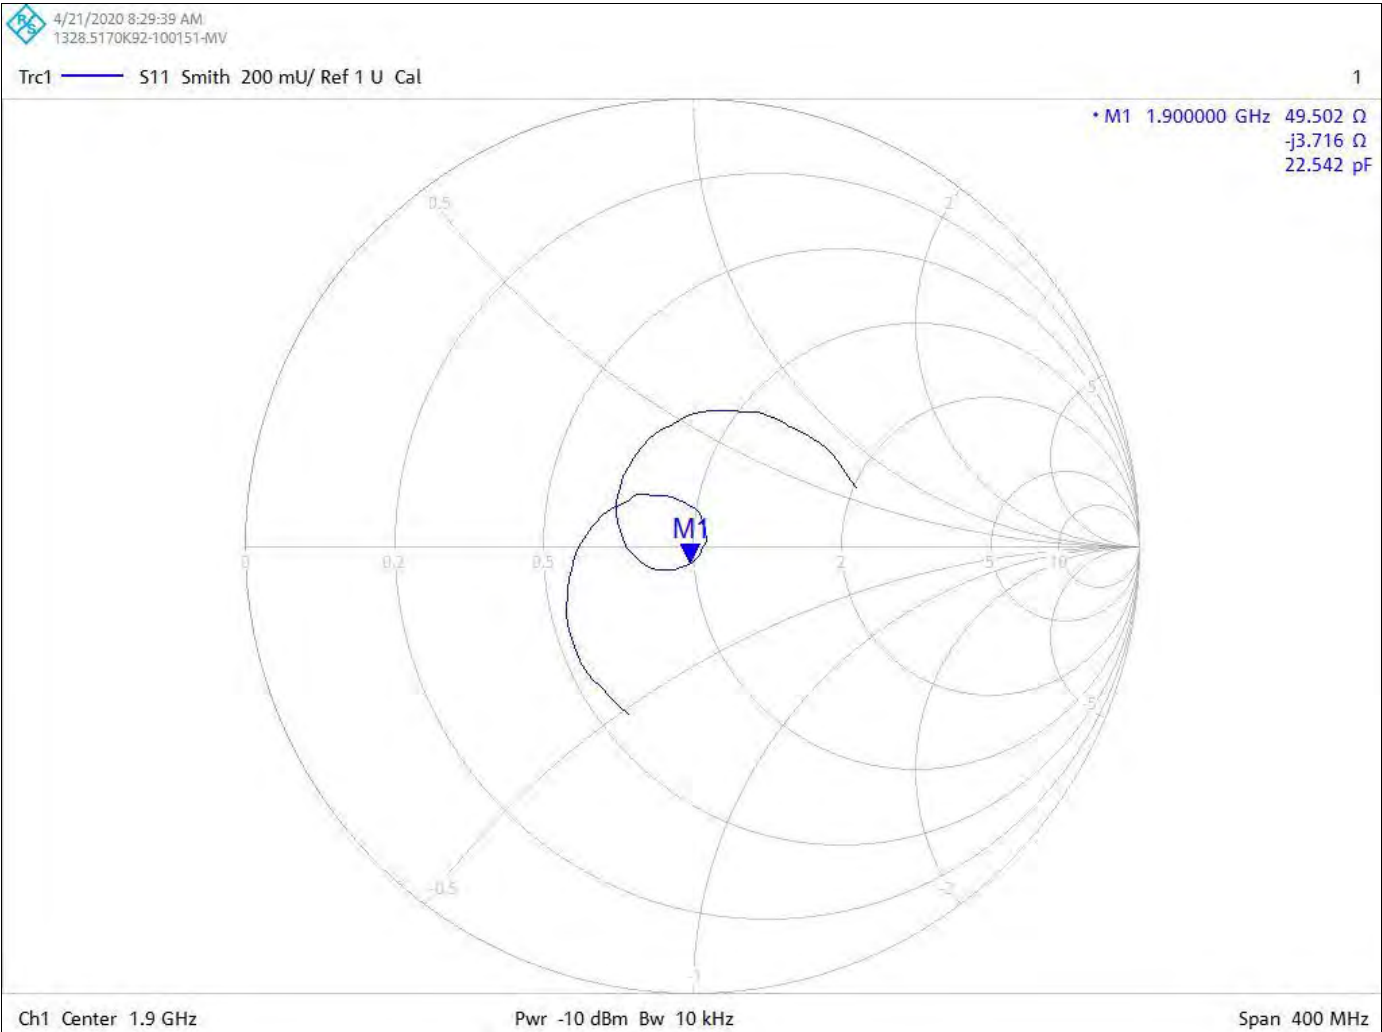 R&S
4/21/2020 8:29:39 AM
1328.5170K92-100151-MV
Trc1 S11 Smith 200 mU/ Ref 1 U Cal 1
• M1 1.900000 GHz 49.502 Ω
-j3.716 Ω
22.542 pF
0.5 2
5
M1
0 0.2 0.5 2 5 10
-5
-0.5 -2
-1
Ch1 Center 1.9 GHz Pwr -10 dBm Bw 10 kHz Span 400 MHz